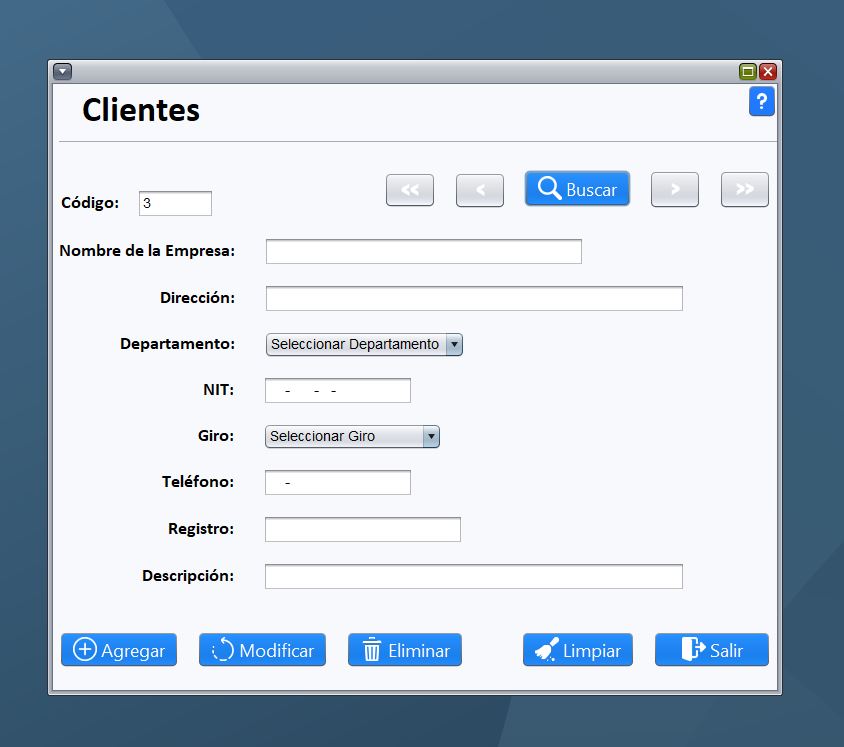 Clientes
?
Código: 3
<< < Buscar > >>
Nombre de la Empresa:
Dirección:
Departamento: Seleccionar Departamento
NIT: - - -
Giro: Seleccionar Giro
Teléfono: -
Registro:
Descripción:
Agregar Modificar Eliminar Limpiar Salir